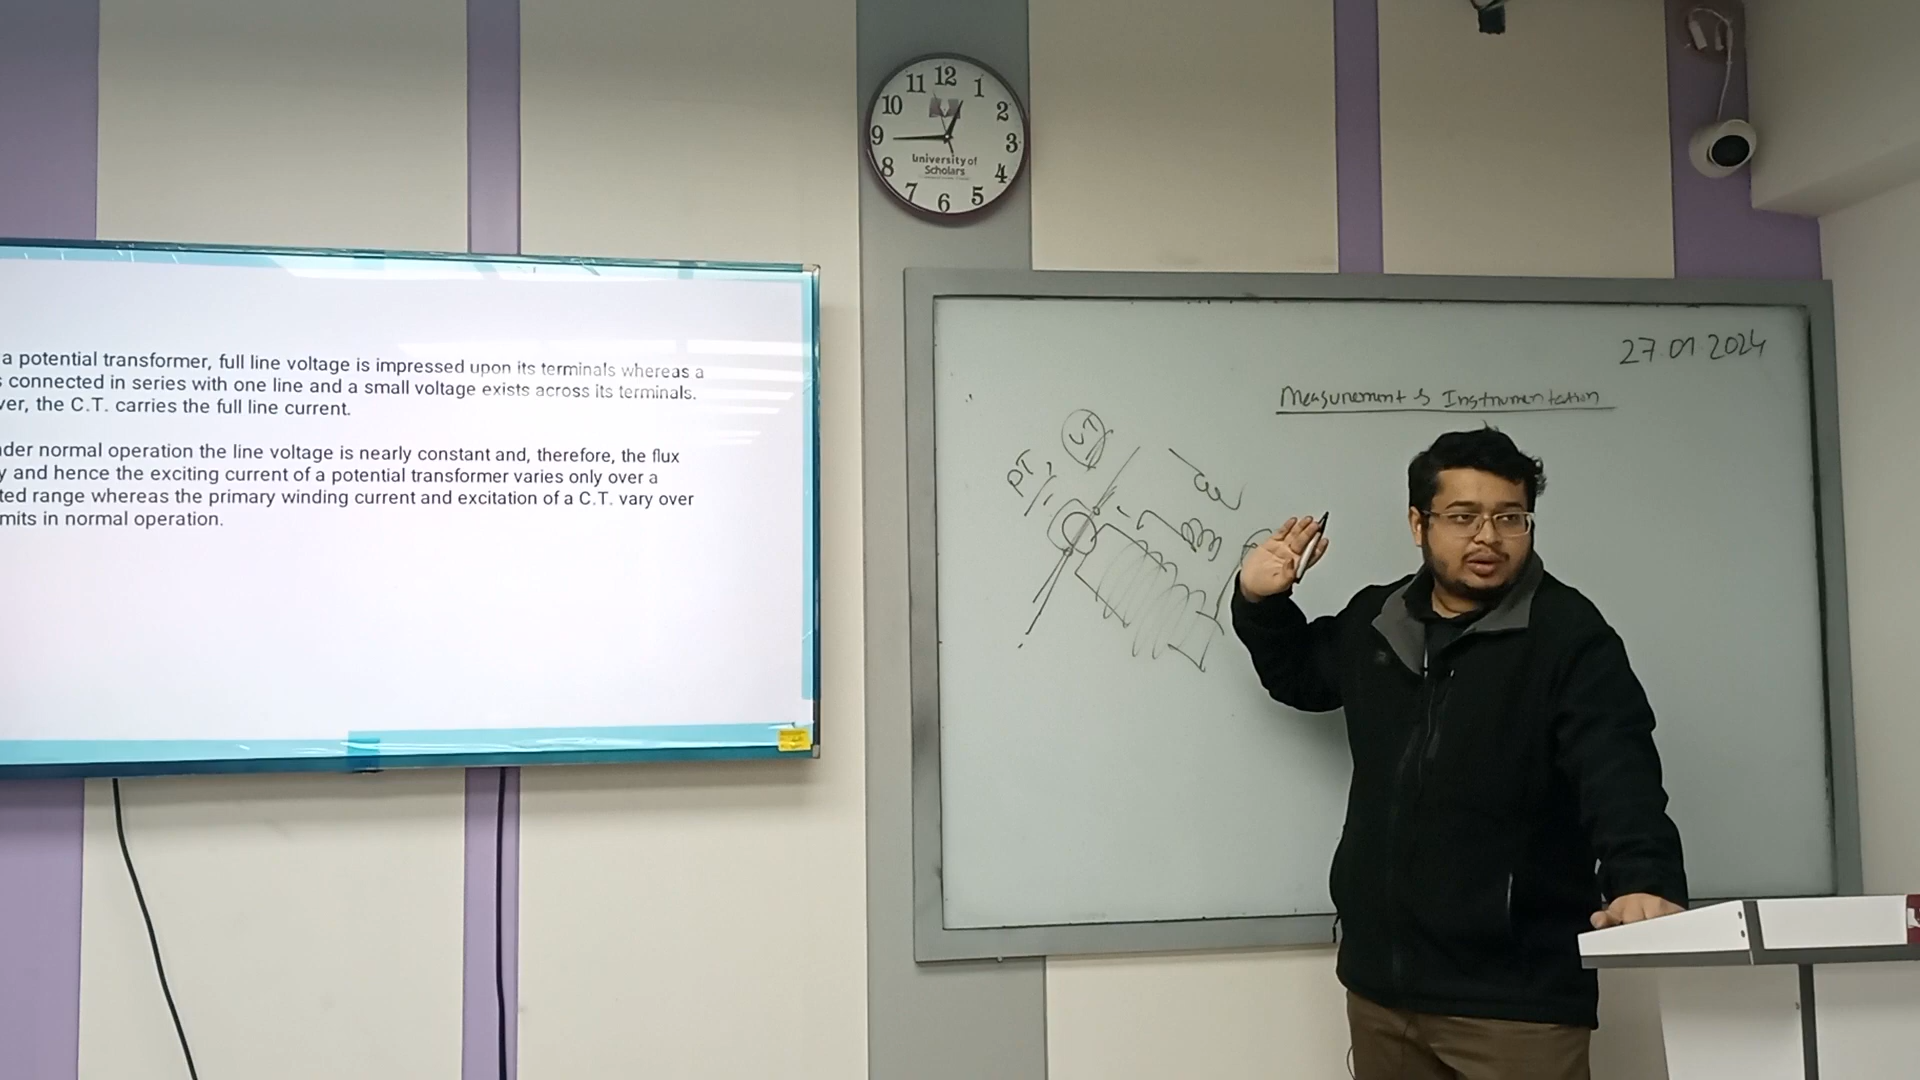 11 12 1
10 2
9 3
8 4
7 6 5
University of
Scholars
a potential transformer, full line voltage is impressed upon its terminals whereas a
connected in series with one line and a small voltage exists across its terminals.
ver, the C.T. carries the full line current.
der normal operation the line voltage is nearly constant and, therefore, the flux
y and hence the exciting current of a potential transformer varies only over a
ted range whereas the primary winding current and excitation of a C.T. vary over
mits in normal operation.
27.01.2024
Measurement & Instrumentation
PT,